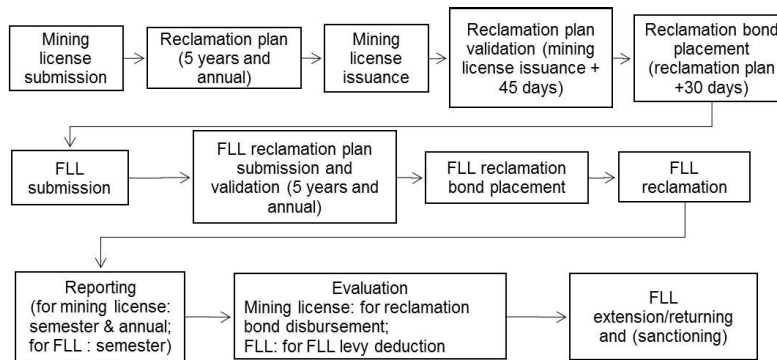 Mining
license
submission
Reclamation plan
(5 years and
annual)
Mining
license
issuance
Reclamation plan
validation (mining
license issuance +
45 days)
Reclamation bond
placement
(reclamation plan
+30 days)
FLL
submission
FLL reclamation plan
submission and
validation (5 years and
annual)
FLL reclamation
bond placement
FLL
reclamation
Reporting
(for mining license:
semester & annual;
for FLL : semester)
Evaluation
Mining license: for reclamation
bond disbursement;
FLL: for FLL levy deduction
FLL
extension/returning
and (sanctioning)